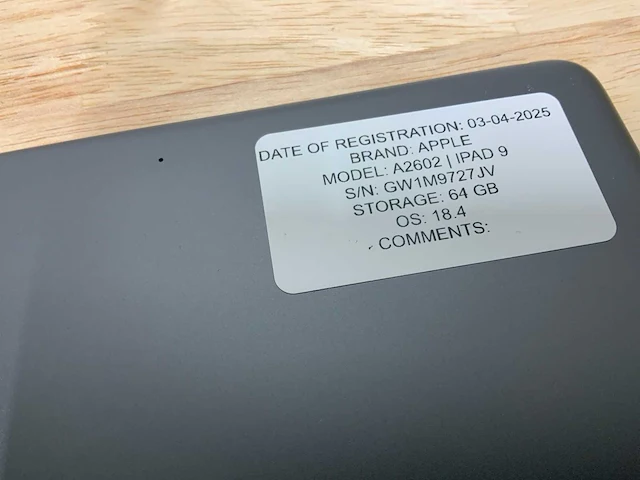 DATE OF REGISTRATION: 03-04-2025
BRAND: APPLE
MODEL: A2602 | IPAD 9
S/N: GW1M9727JV
STORAGE: 64 GB
OS: 18.4
COMMENTS: